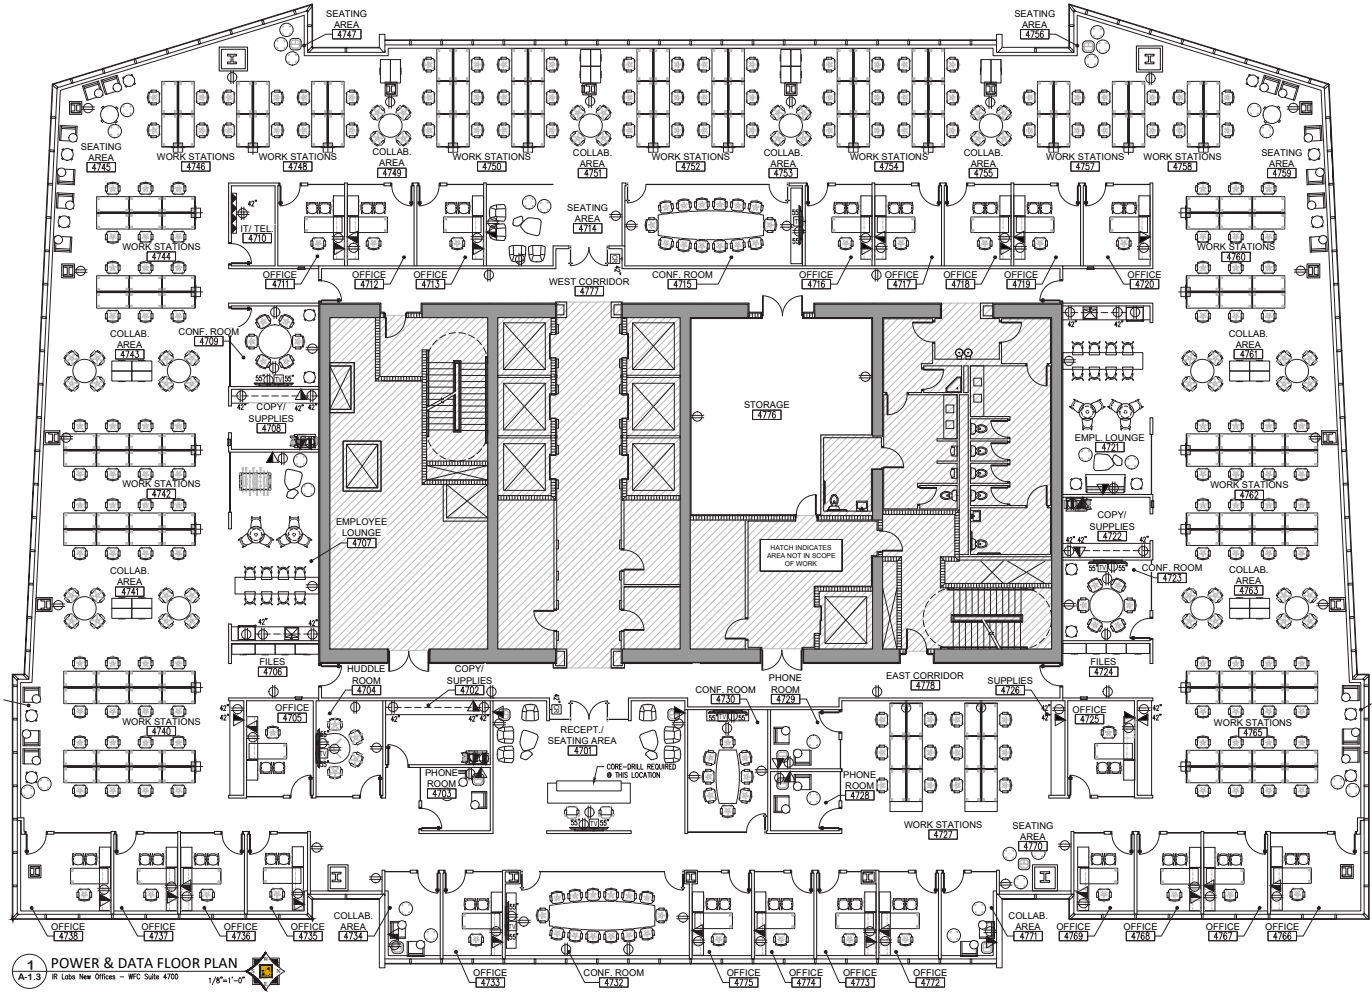 SEATING
AREA
4747
SEATING
AREA
4756
SEATING
AREA
4745
WORK STATIONS
4746
WORK STATIONS
4748
COLLAB.
AREA
4749
WORK STATIONS
4750
COLLAB.
AREA
4751
WORK STATIONS
4752
COLLAB.
AREA
4753
WORK STATIONS
4754
COLLAB.
AREA
4755
WORK STATIONS
4757
WORK STATIONS
4758
SEATING
AREA
4759
42"
IT/ TEL.
4710
SEATING
AREA
4714
WORK STATIONS
4744
WORK STATIONS
4760
OFFICE
4711
OFFICE
4712
OFFICE
4713
WEST CORRIDOR
4777
CONF. ROOM
4715
OFFICE
4716
OFFICE
4717
OFFICE
4718
OFFICE
4719
OFFICE
4720
COLLAB.
AREA
4743
CONF. ROOM
4709
COLLAB.
AREA
4761
COPY/
SUPPLIES
4708
STORAGE
4776
EMPL. LOUNGE
4721
WORK STATIONS
4742
WORK STATIONS
4762
EMPLOYEE
LOUNGE
4707
COPY/
SUPPLIES
4722
HATCH INDICATES
AREA NOT IN SCOPE
OF WORK
COLLAB.
AREA
4741
CONF. ROOM
4723
COLLAB.
AREA
4763
FILES
4706
HUDDLE
ROOM
4704
COPY/
SUPPLIES
4702
PHONE
ROOM
4729
EAST CORRIDOR
4778
SUPPLIES
4726
FILES
4724
OFFICE
4705
CONF. ROOM
4730
OFFICE
4725
WORK STATIONS
4740
RECEPT./
SEATING AREA
4701
WORK STATIONS
4765
CORE-DRILL REQUIRED
@ THIS LOCATION
PHONE
ROOM
4703
PHONE
ROOM
4728
55" TV 55"
WORK STATIONS
4727
SEATING
AREA
4770
OFFICE
4738
OFFICE
4737
OFFICE
4736
OFFICE
4735
COLLAB.
AREA
4734
COLLAB.
AREA
4771
OFFICE
4769
OFFICE
4768
OFFICE
4767
OFFICE
4766
OFFICE
4733
CONF. ROOM
4732
OFFICE
4775
OFFICE
4774
OFFICE
4773
OFFICE
4772
1
A-1.3
POWER & DATA FLOOR PLAN
IR Labs New Offices - WFC Suite 4700
1/8"=1'-0"